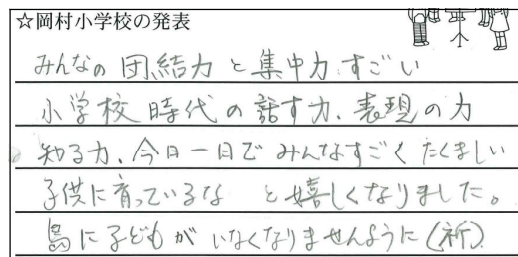 ☆岡村小学校の発表
みんなの団結力と集中力すごい
小学校時代の話す力、表現の力
知る力、今日一日でみんなすごくたくましい
子供に育っているな と嬉しくなりました。
島に子どもがいなくなりませんように(祈)